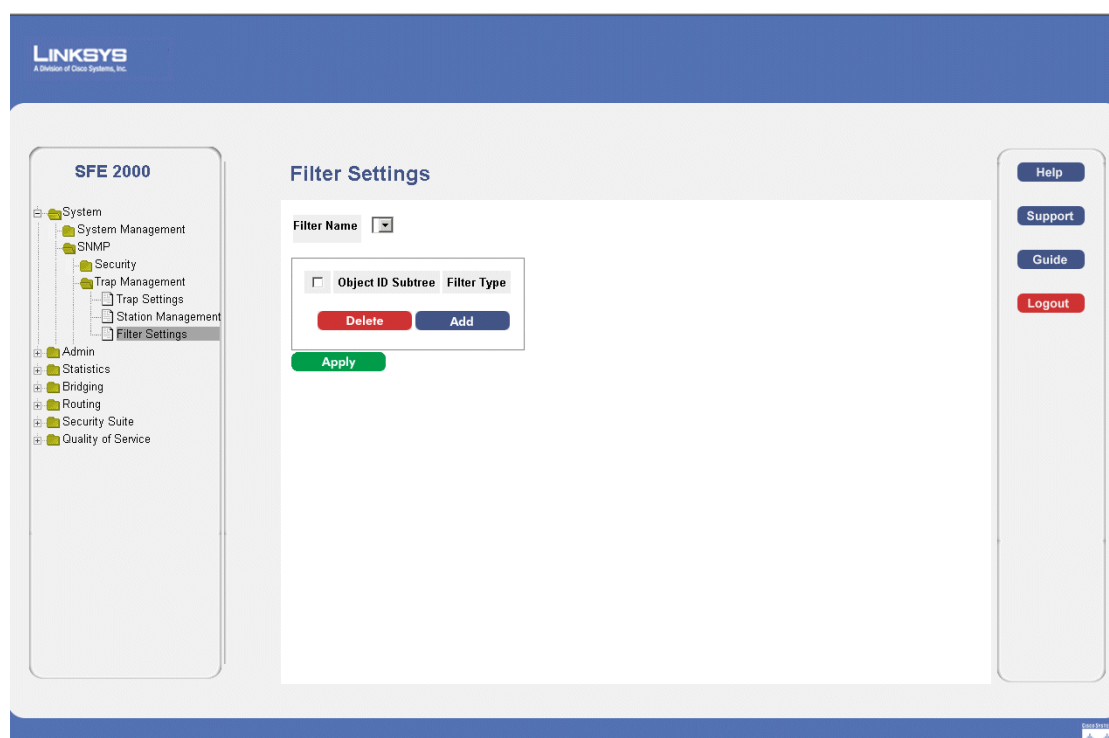 LINKSYS
A Division of Cisco Systems, Inc.
SFE 2000
System
System Management
SNMP
Security
Trap Management
Trap Settings
Station Management
Filter Settings
Admin
Statistics
Bridging
Routing
Security Suite
Quality of Service
Filter Settings
Filter Name
Object ID Subtree Filter Type
Delete Add
Apply
Help
Support
Guide
Logout